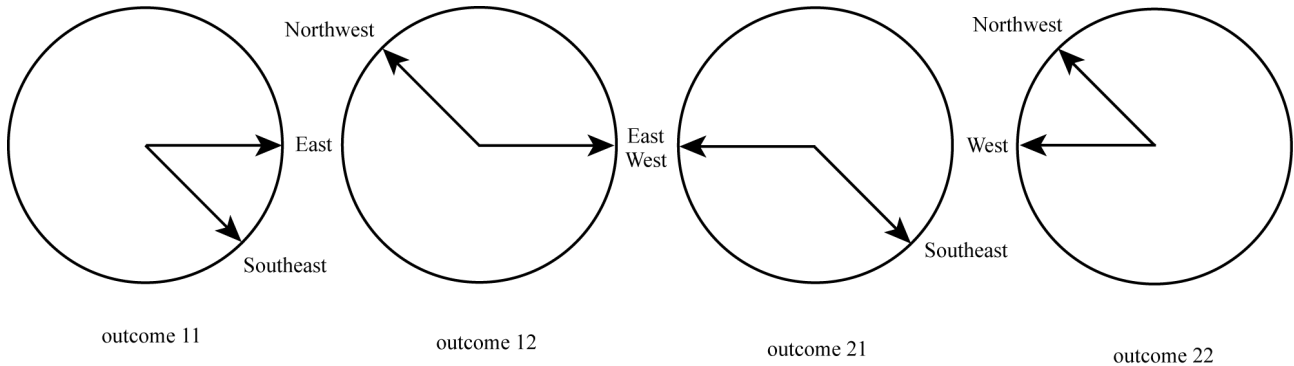 Northwest
Northwest
East
East
West
West
Southeast
Southeast
outcome 11
outcome 12
outcome 21
outcome 22